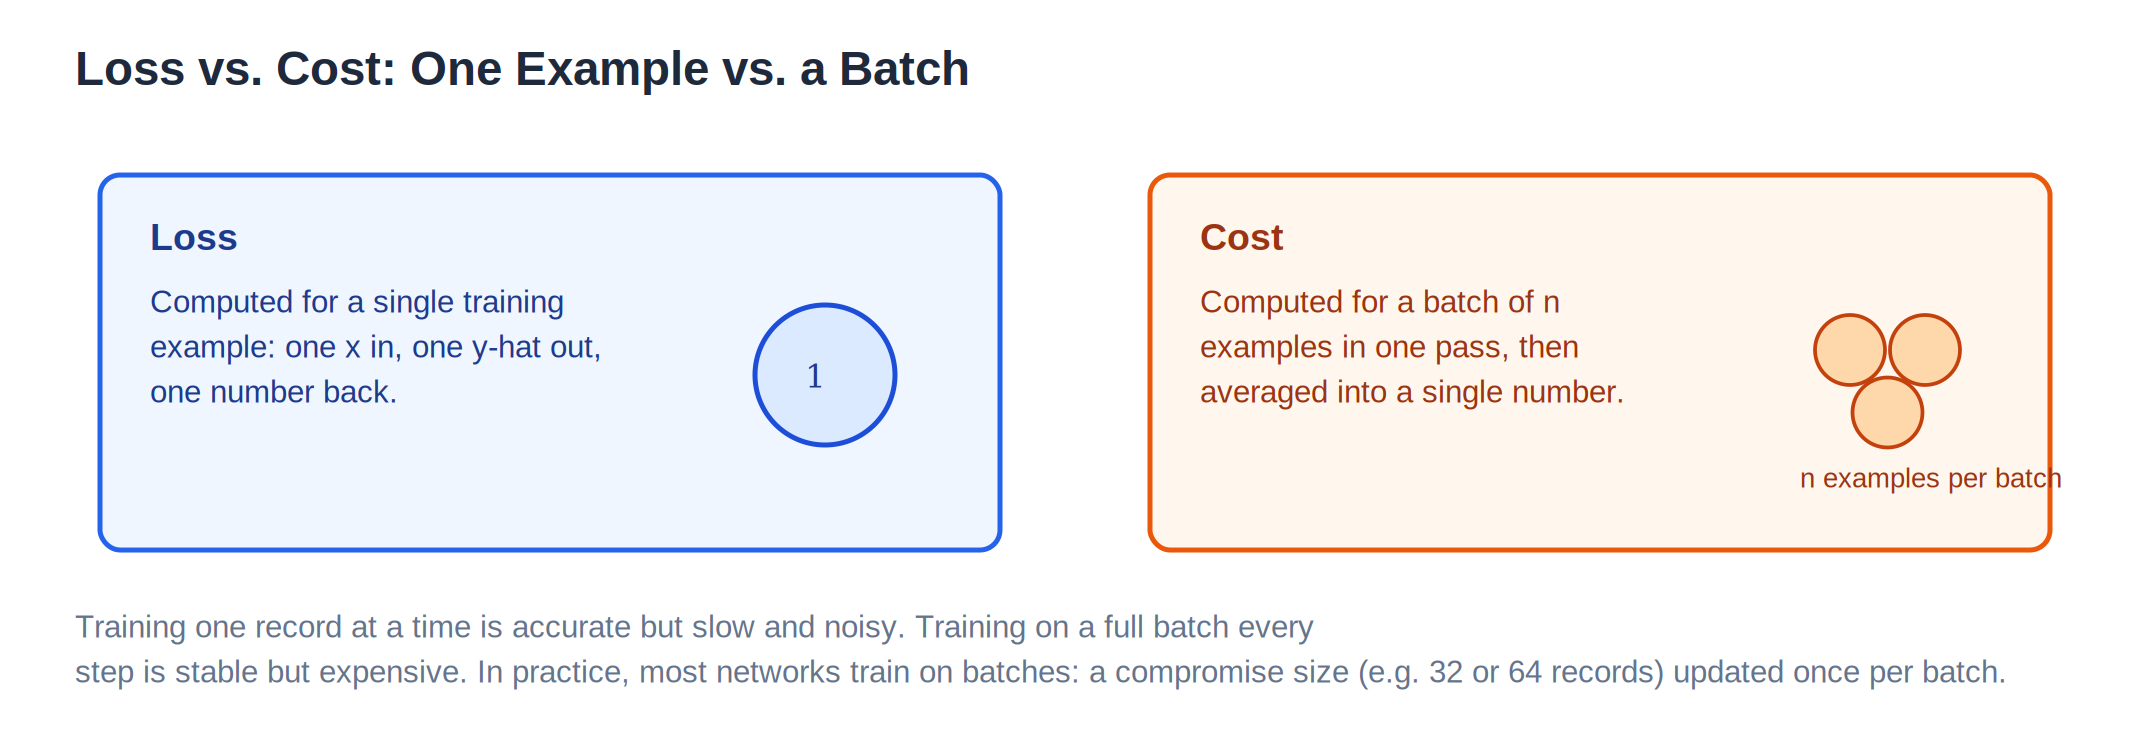 Loss vs. Cost: One Example vs. a Batch
Loss
Computed for a single training
example: one x in, one y-hat out,
one number back.
1
Cost
Computed for a batch of n
examples in one pass, then
averaged into a single number.
n examples per batch
Training one record at a time is accurate but slow and noisy. Training on a full batch every
step is stable but expensive. In practice, most networks train on batches: a compromise size (e.g. 32 or 64 records) updated once per batch.